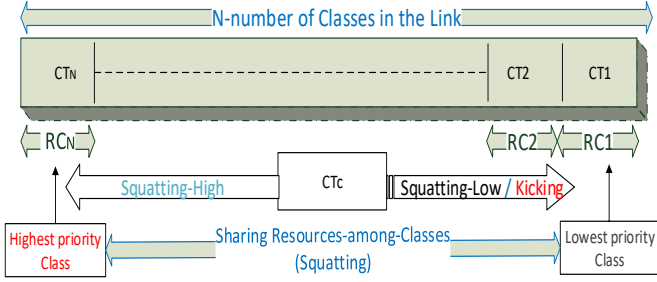 N-number of Classes in the Link
CTN CT2 CT1
RCN RC2 RC1
CTc
Squatting-High Squatting-Low / Kicking
Highest priority
Class
Sharing Resources-among-Classes
(Squatting)
Lowest priority
Class